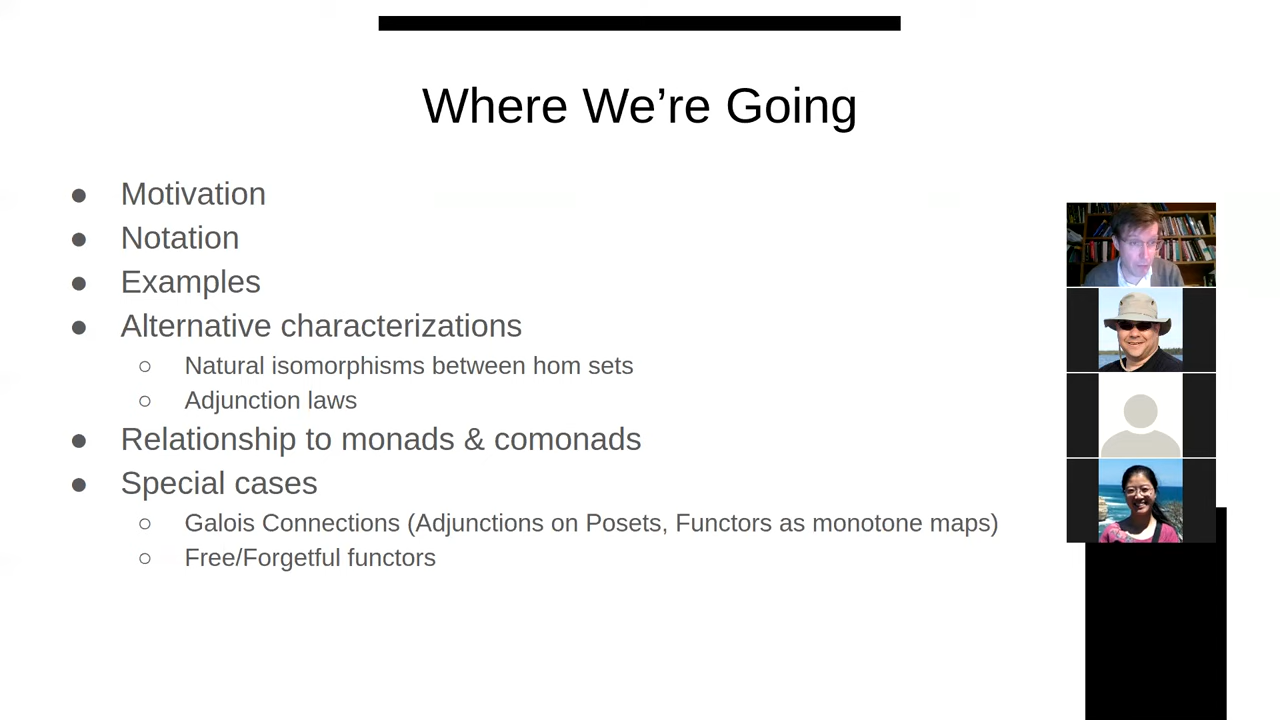 Where We’re Going
● Motivation
● Notation
● Examples
● Alternative characterizations
○ Natural isomorphisms between hom sets
○ Adjunction laws
● Relationship to monads & comonads
● Special cases
○ Galois Connections (Adjunctions on Posets, Functors as monotone maps)
○ Free/Forgetful functors